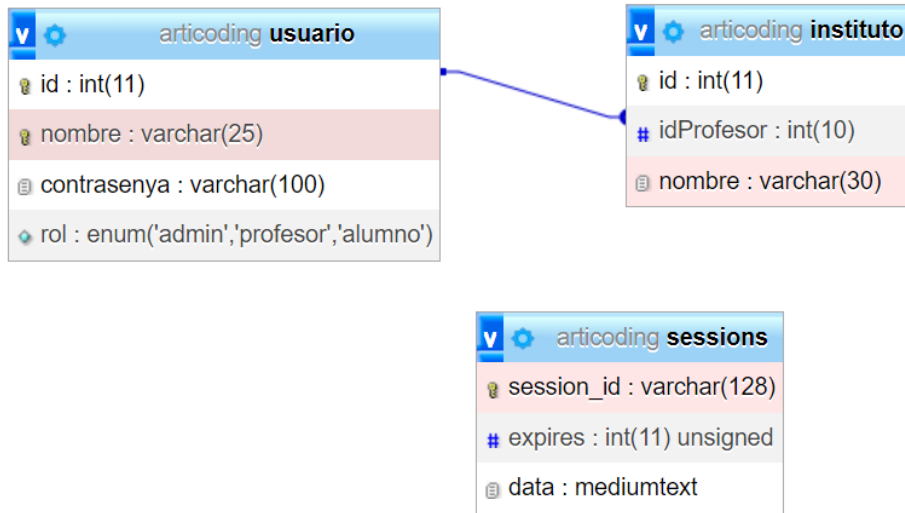 articoding usuario
id : int(11)
nombre : varchar(25)
contrasenya : varchar(100)
rol : enum('admin','profesor','alumno')
articoding instituto
id : int(11)
# idProfesor : int(10)
nombre : varchar(30)
articoding sessions
session_id : varchar(128)
# expires : int(11) unsigned
data : mediumtext